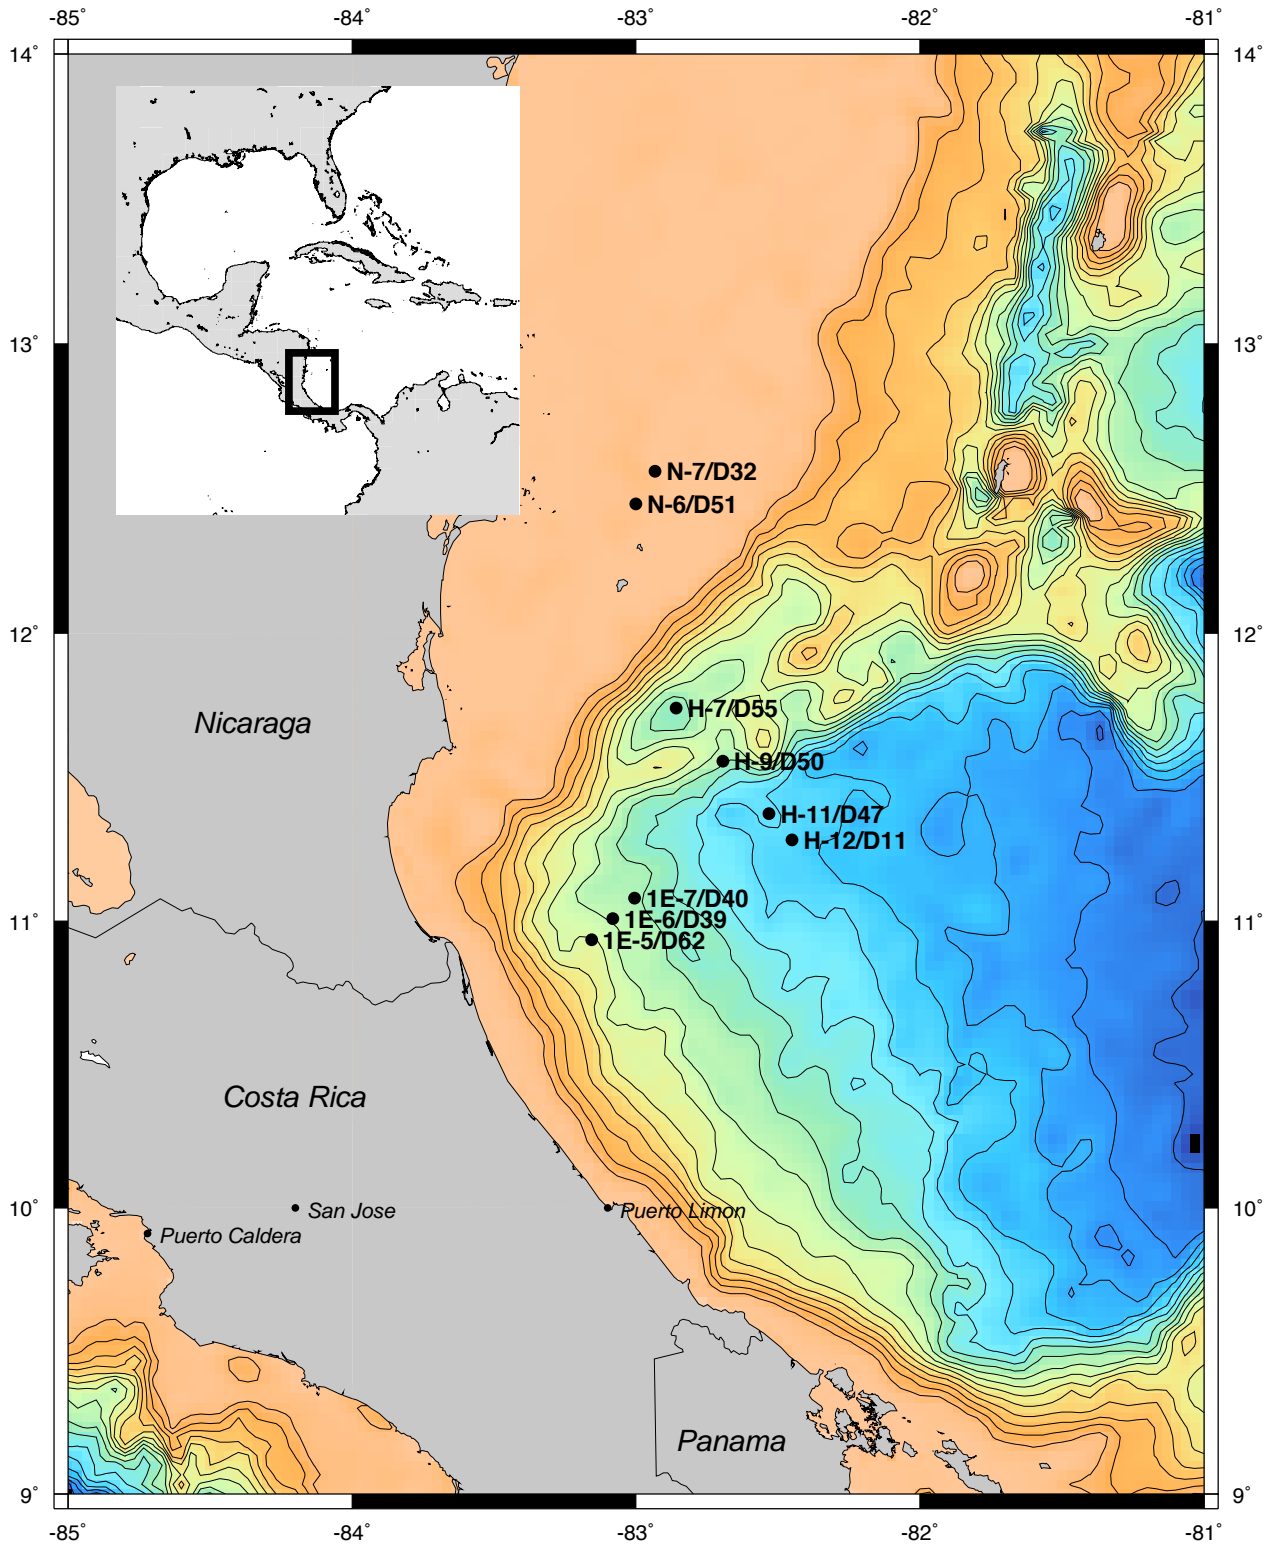 -85˚ -84˚ -83˚ -82˚ -81˚
14˚ 14˚
13˚ 13˚
N-7/D32
N-6/D51
12˚ 12˚
H-7/D55
Nicaraga
H-9/D50
H-11/D47
H-12/D11
1E-7/D40
11˚ 1E-6/D39 11˚
1E-5/D62
Costa Rica
10˚ San Jose Puerto Limon 10˚
Puerto Caldera
Panama
9˚ 9˚
-85˚ -84˚ -83˚ -82˚ -81˚